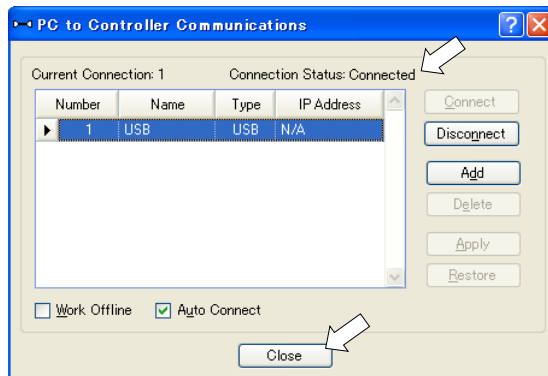 PC to Controller Communications
Current Connection: 1 Connection Status: Connected
Number Name Type IP Address
1 USB USB N/A
Connect
Disconnect
Add
Delete
Apply
Restore
Work Offline Auto Connect
Close